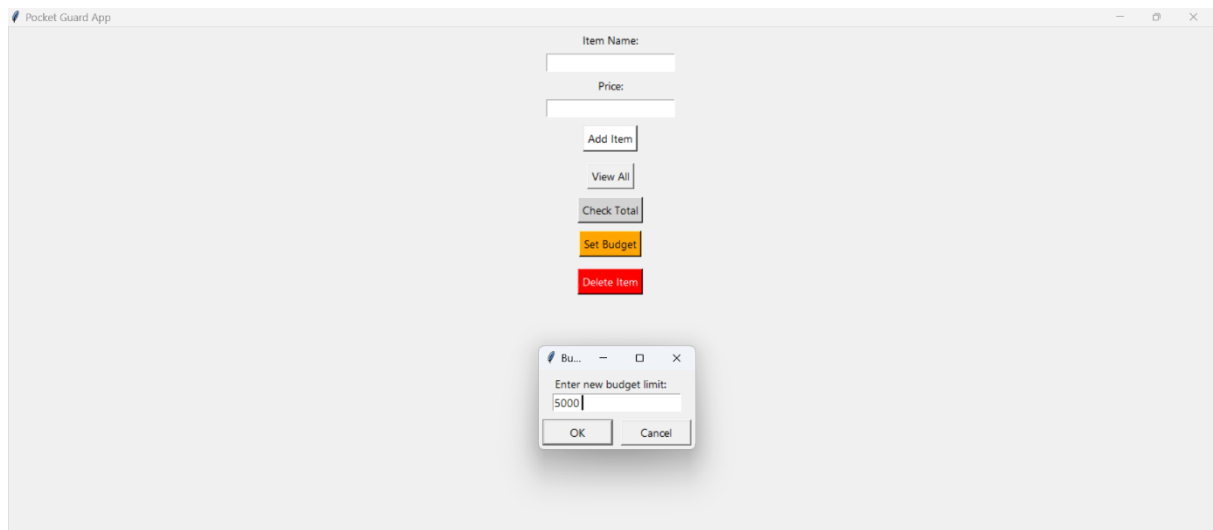 Pocket Guard App
Item Name:
Price:
Add Item
View All
Check Total
Set Budget
Delete Item
Bu...
Enter new budget limit:
5000
OK Cancel